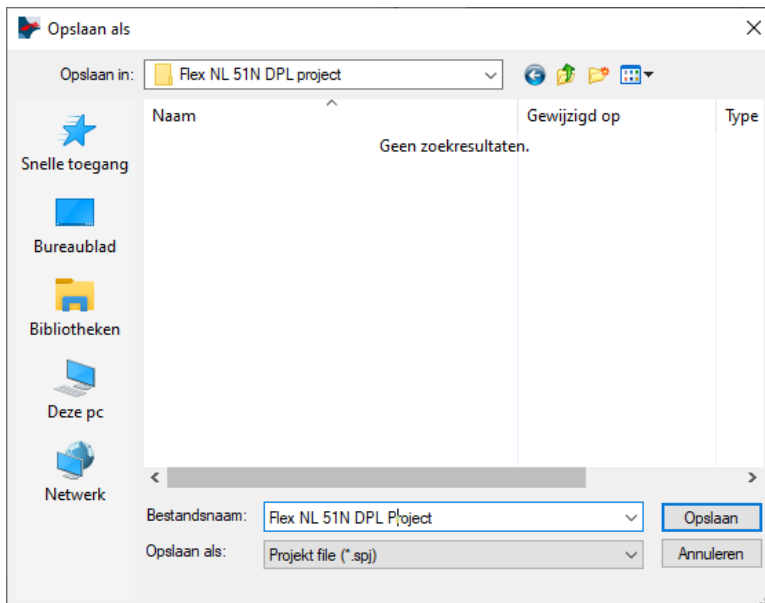 Opslaan als
Opslaan in: Flex NL 51N DPL project
Naam Gewijzigd op Type
Geen zoekresultaten.
Snelle toegang
Bureaublad
Bibliotheken
Deze pc
Netwerk
Bestandsnaam: Flex NL 51N DPL Project Opslaan
Opslaan als: Projekt file (*.spj) Annuleren